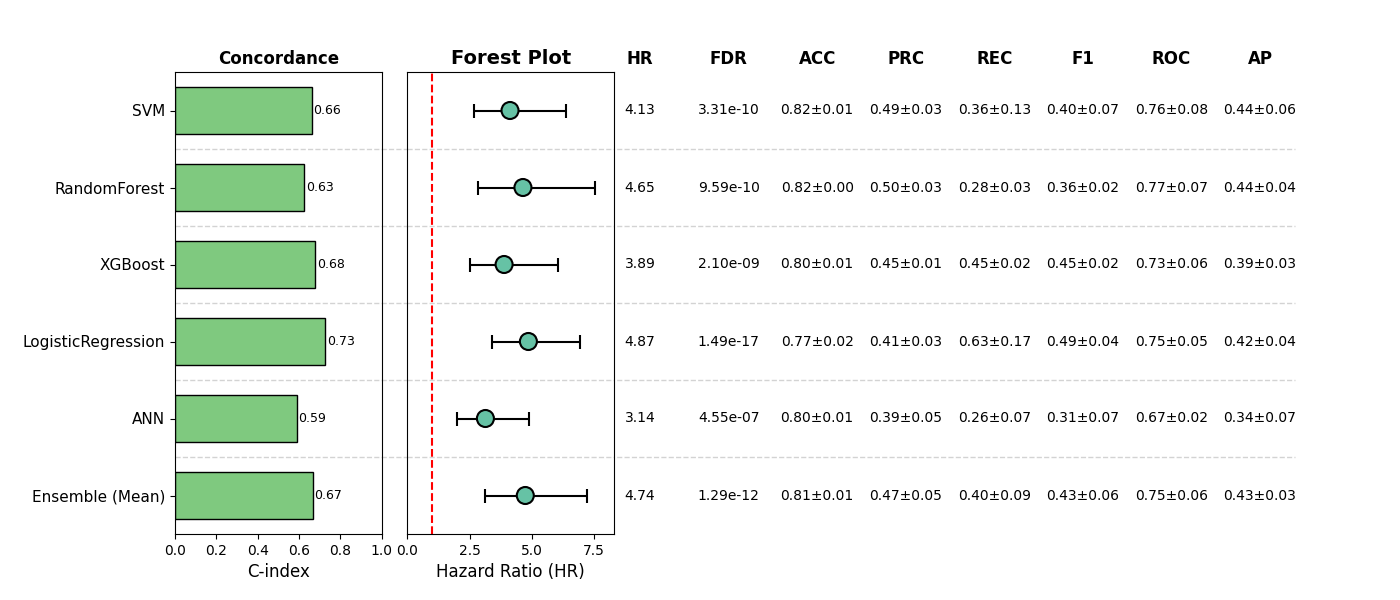 Concordance Forest Plot HR FDR ACC PRC REC F1 ROC AP
SVM 0.66 4.13 3.31e-10 0.82±0.01 0.49±0.03 0.36±0.13 0.40±0.07 0.76±0.08 0.44±0.06
RandomForest 0.63 4.65 9.59e-10 0.82±0.00 0.50±0.03 0.28±0.03 0.36±0.02 0.77±0.07 0.44±0.04
XGBoost 0.68 3.89 2.10e-09 0.80±0.01 0.45±0.01 0.45±0.02 0.45±0.02 0.73±0.06 0.39±0.03
LogisticRegression 0.73 4.87 1.49e-17 0.77±0.02 0.41±0.03 0.63±0.17 0.49±0.04 0.75±0.05 0.42±0.04
ANN 0.59 3.14 4.55e-07 0.80±0.01 0.39±0.05 0.26±0.07 0.31±0.07 0.67±0.02 0.34±0.07
Ensemble (Mean) 0.67 4.74 1.29e-12 0.81±0.01 0.47±0.05 0.40±0.09 0.43±0.06 0.75±0.06 0.43±0.03
0.0 0.2 0.4 0.6 0.8 1.0 0.0 2.5 5.0 7.5
C-index Hazard Ratio (HR)